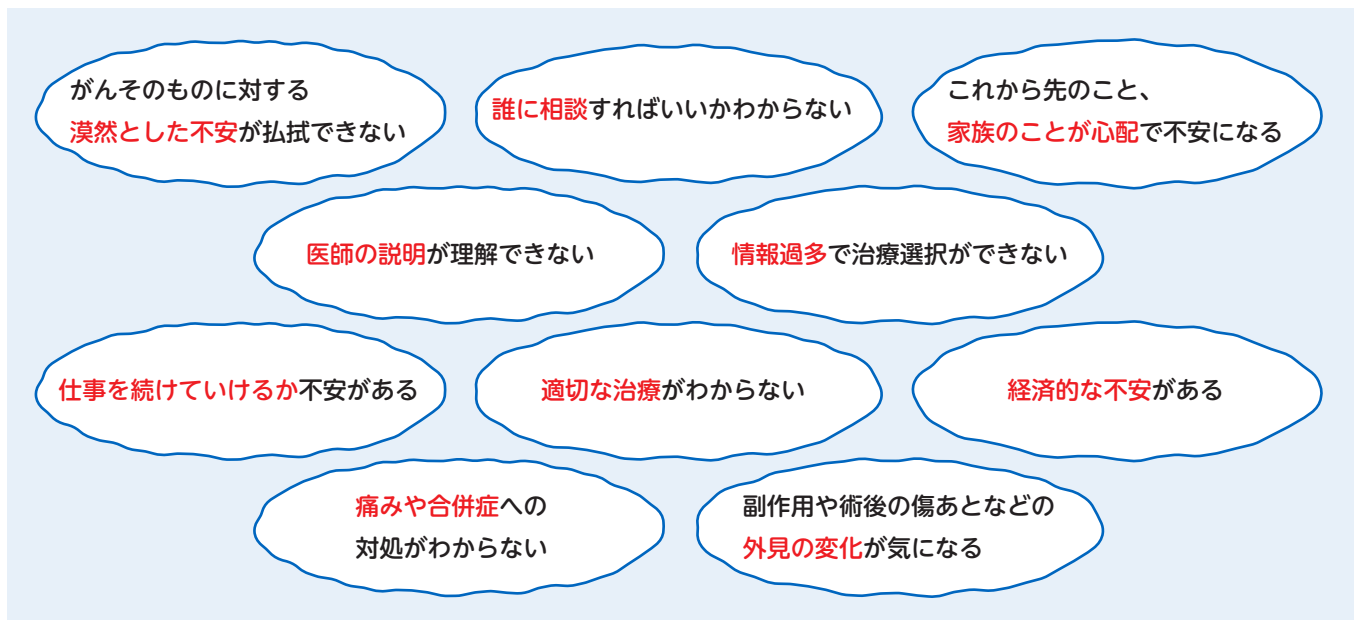 がんそのものに対する
漠然とした不安が払拭できない
誰に相談すればいいかわからない
これから先のこと、
家族のことが心配で不安になる
医師の説明が理解できない
情報過多で治療選択ができない
仕事を続けていけるか不安がある
適切な治療がわからない
経済的な不安がある
痛みや合併症への
対処がわからない
副作用や術後の傷あとなどの
外見の変化が気になる